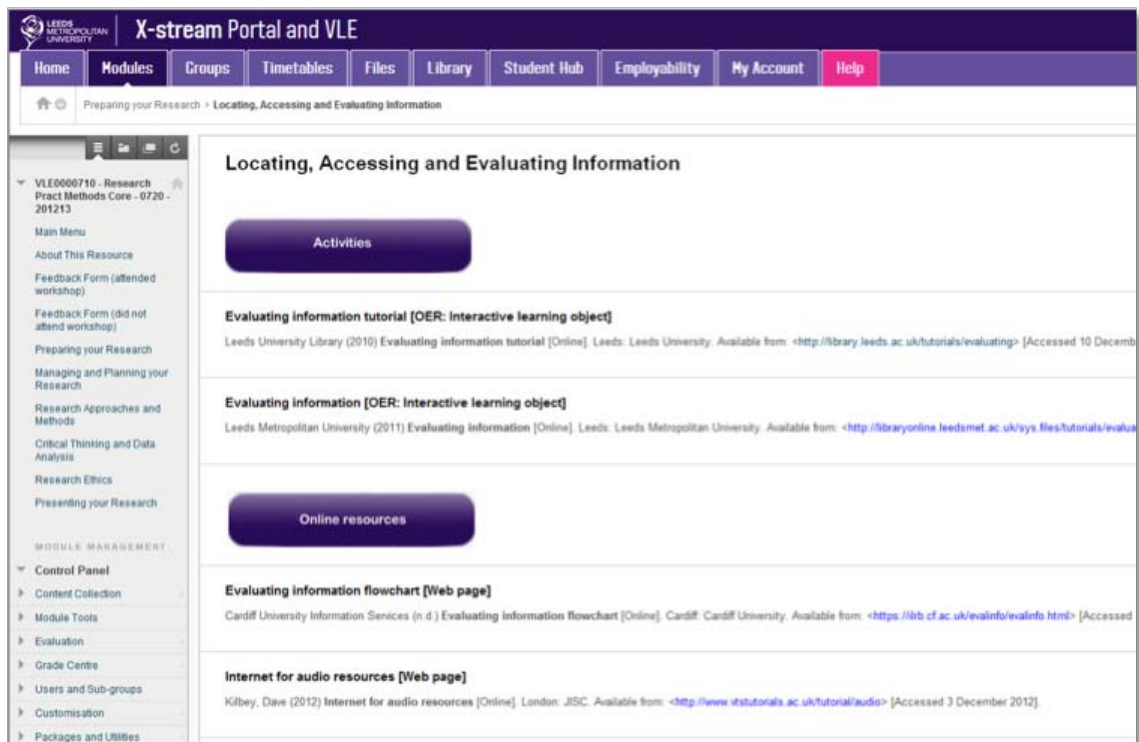 LEEDS
METROPOLITAN
UNIVERSITY
X-stream Portal and VLE
Home Modules Groups Timetables Files Library Student Hub Employability My Account Help
Preparing your Research > Locating, Accessing and Evaluating Information
VLE0000710 - Research
Pract Methods Core - 0720 -
201213
Main Menu
About This Resource
Feedback Form (attended
workshop)
Feedback Form (did not
attend workshop)
Preparing your Research
Managing and Planning your
Research
Research Approaches and
Methods
Critical Thinking and Data
Analysis
Research Ethics
Presenting your Research
MODULE MANAGEMENT
Control Panel
Content Collection
Module Tools
Evaluation
Grade Centre
Users and Sub-groups
Customisation
Packages and Utilities
Locating, Accessing and Evaluating Information
Activities
Evaluating information tutorial [OER: Interactive learning object]
Leeds University Library (2010) Evaluating information tutorial [Online]. Leeds: Leeds University. Available from: <http://library.leeds.ac.uk/tutorials/evaluating> [Accessed 10 Decemb
Evaluating information [OER: Interactive learning object]
Leeds Metropolitan University (2011) Evaluating information [Online]. Leeds: Leeds Metropolitan University. Available from: <http://libraryonline.leedsmet.ac.uk/sys.files/tutorials/evalua
Online resources
Evaluating information flowchart [Web page]
Cardiff University Information Services (n.d.) Evaluating information flowchart [Online]. Cardiff: Cardiff University. Available from: <https://ilrb.cf.ac.uk/evalinfo/evalinfo.html> [Accessed
Internet for audio resources [Web page]
Kilbey, Dave (2012) Internet for audio resources [Online]. London: JISC. Available from: <http://www.vtstutorials.ac.uk/tutorial/audio> [Accessed 3 December 2012].